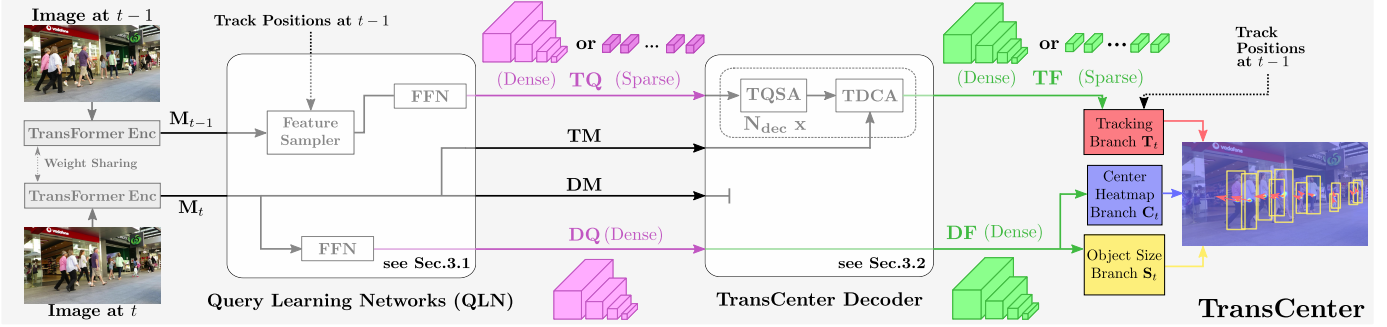 Image at t − 1
Track Positions at t − 1
TransFormer Enc
M_{t−1}
Weight Sharing
TransFormer Enc
M_t
Image at t
Feature
Sampler
FFN
FFN
see Sec.3.1
Query Learning Networks (QLN)
or ...
(Dense) TQ (Sparse)
TM
DM
DQ (Dense)
TQSA
TDCA
N_{dec} x
see Sec.3.2
TransCenter Decoder
or ...
(Dense) TF (Sparse)
DF (Dense)
Track
Positions
at t − 1
Tracking
Branch T_t
Center
Heatmap
Branch C_t
Object Size
Branch S_t
TransCenter